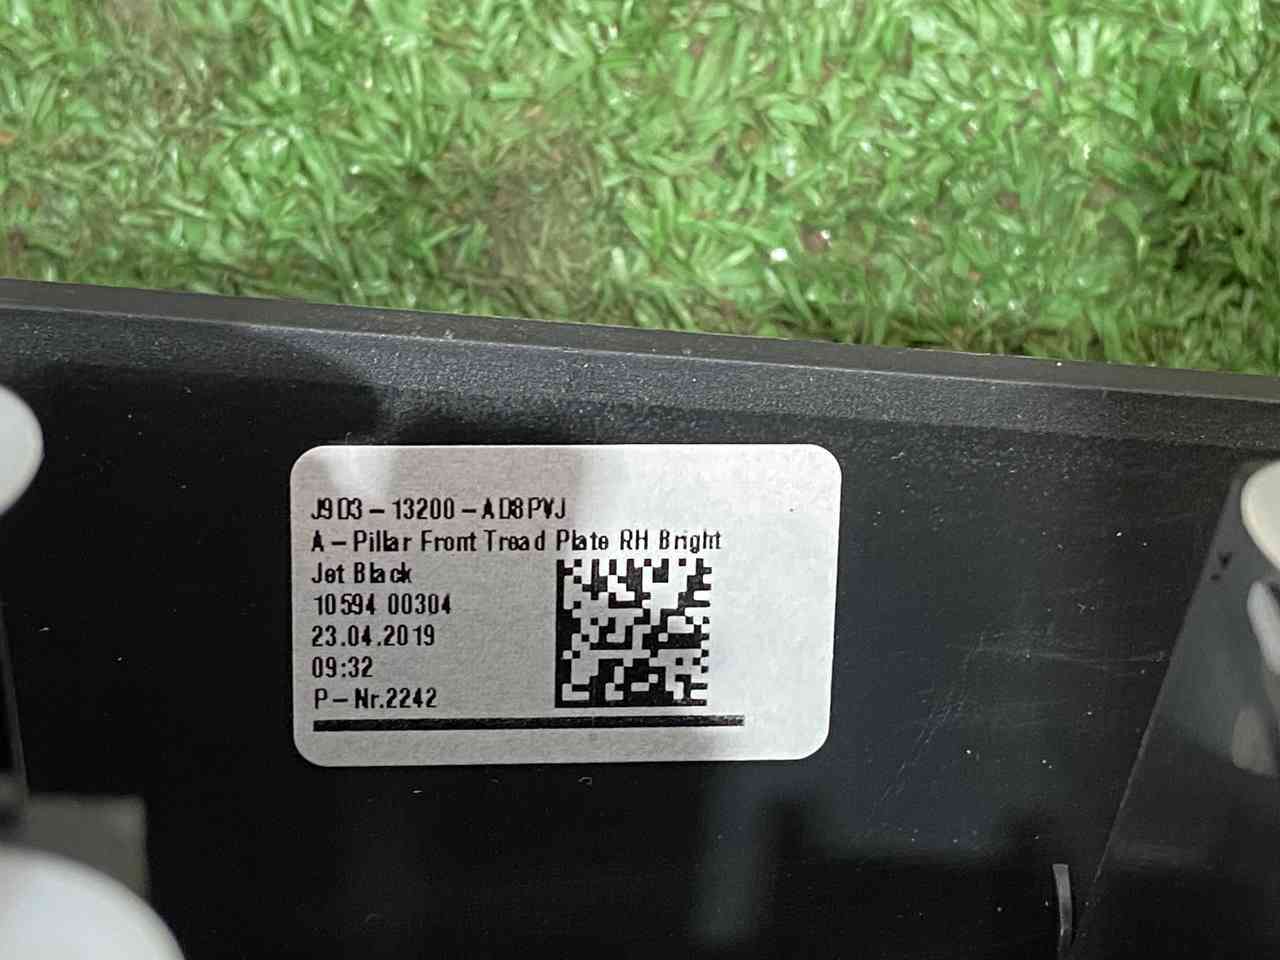 J9D3-13200-AD8PVJ
A-Pillar Front Tread Plate RH Bright
Jet Black
10594 00304
23.04.2019
09:32
P-Nr.2242